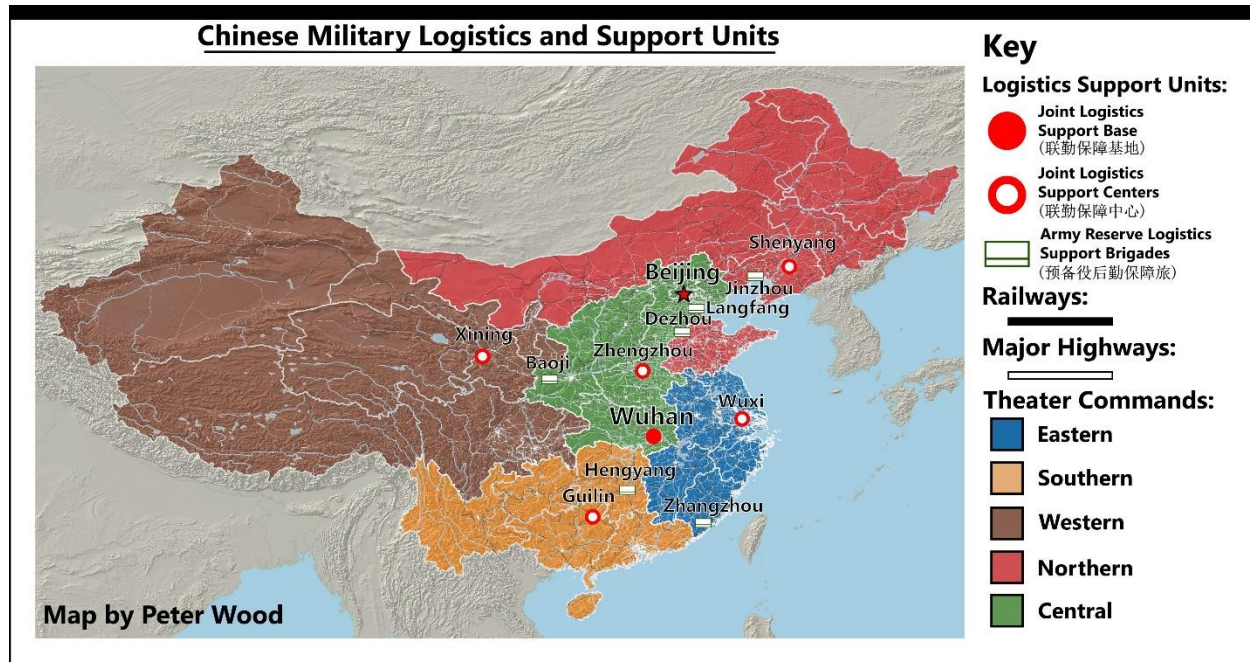 Chinese Military Logistics and Support Units
Shenyang
Beijing
Jinzhou
Langfang
Dezhou
Xining
Zhengzhou
Baoji
Wuxi
Wuhan
Hengyang
Guilin
Zhangzhou
Map by Peter Wood
Key
Logistics Support Units:
Joint Logistics
Support Base
(联勤保障基地)
Joint Logistics
Support Centers
(联勤保障中心)
Army Reserve Logistics
Support Brigades
(预备役后勤保障旅)
Railways:
Major Highways:
Theater Commands:
Eastern
Southern
Western
Northern
Central